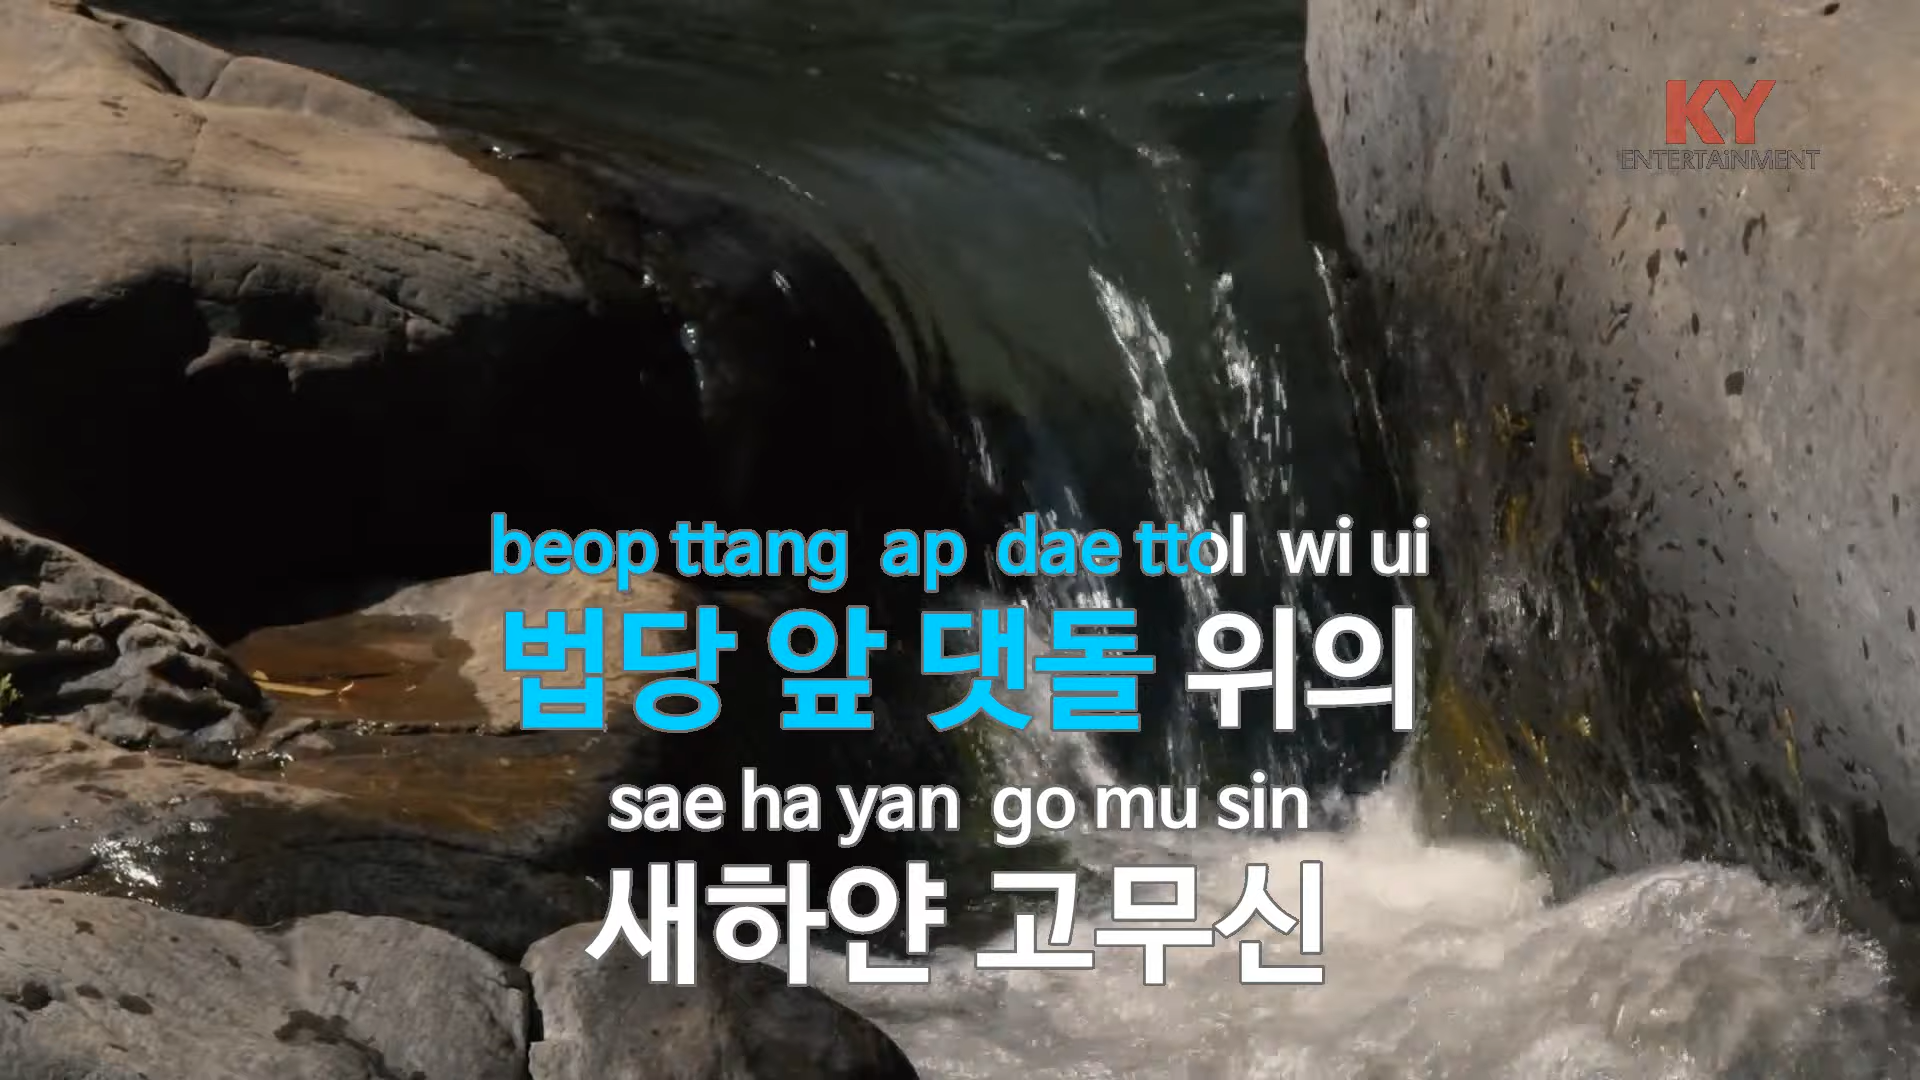 KY
ENTERTAiNMENT
beop ttang ap dae ttol wi ui
법당 앞 댓돌 위의
sae ha yan go mu sin
새하얀 고무신